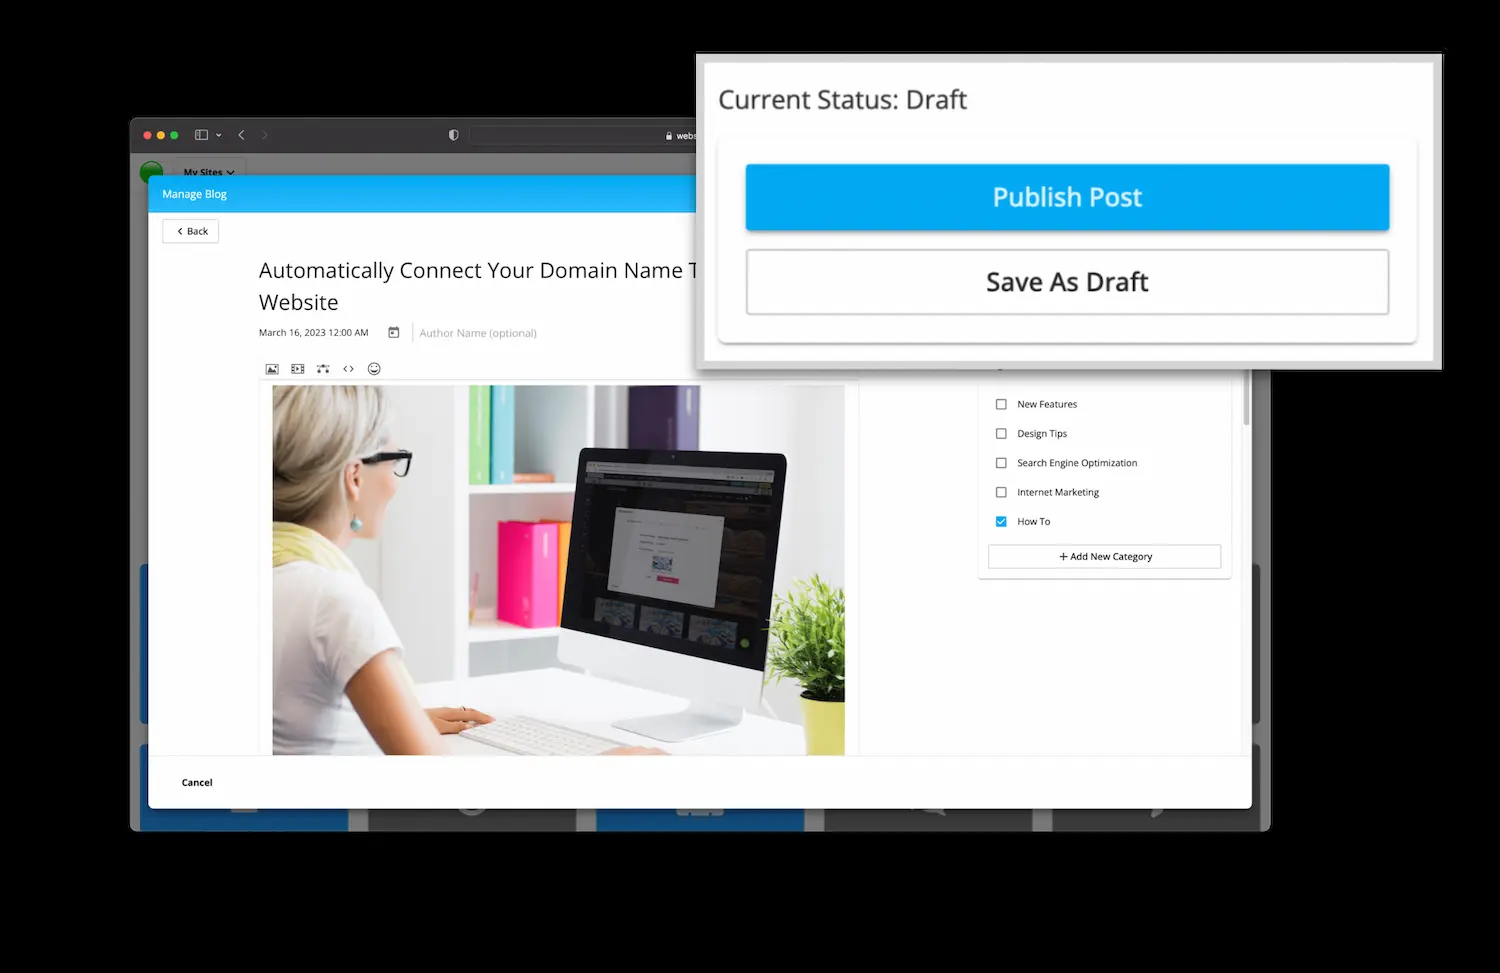 Current Status: Draft
Publish Post
Save As Draft
My Sites
Manage Blog
Back
Automatically Connect Your Domain Name T
Website
March 16, 2023 12:00 AM
Author Name (optional)
New Features
Design Tips
Search Engine Optimization
Internet Marketing
How To
+ Add New Category
Cancel